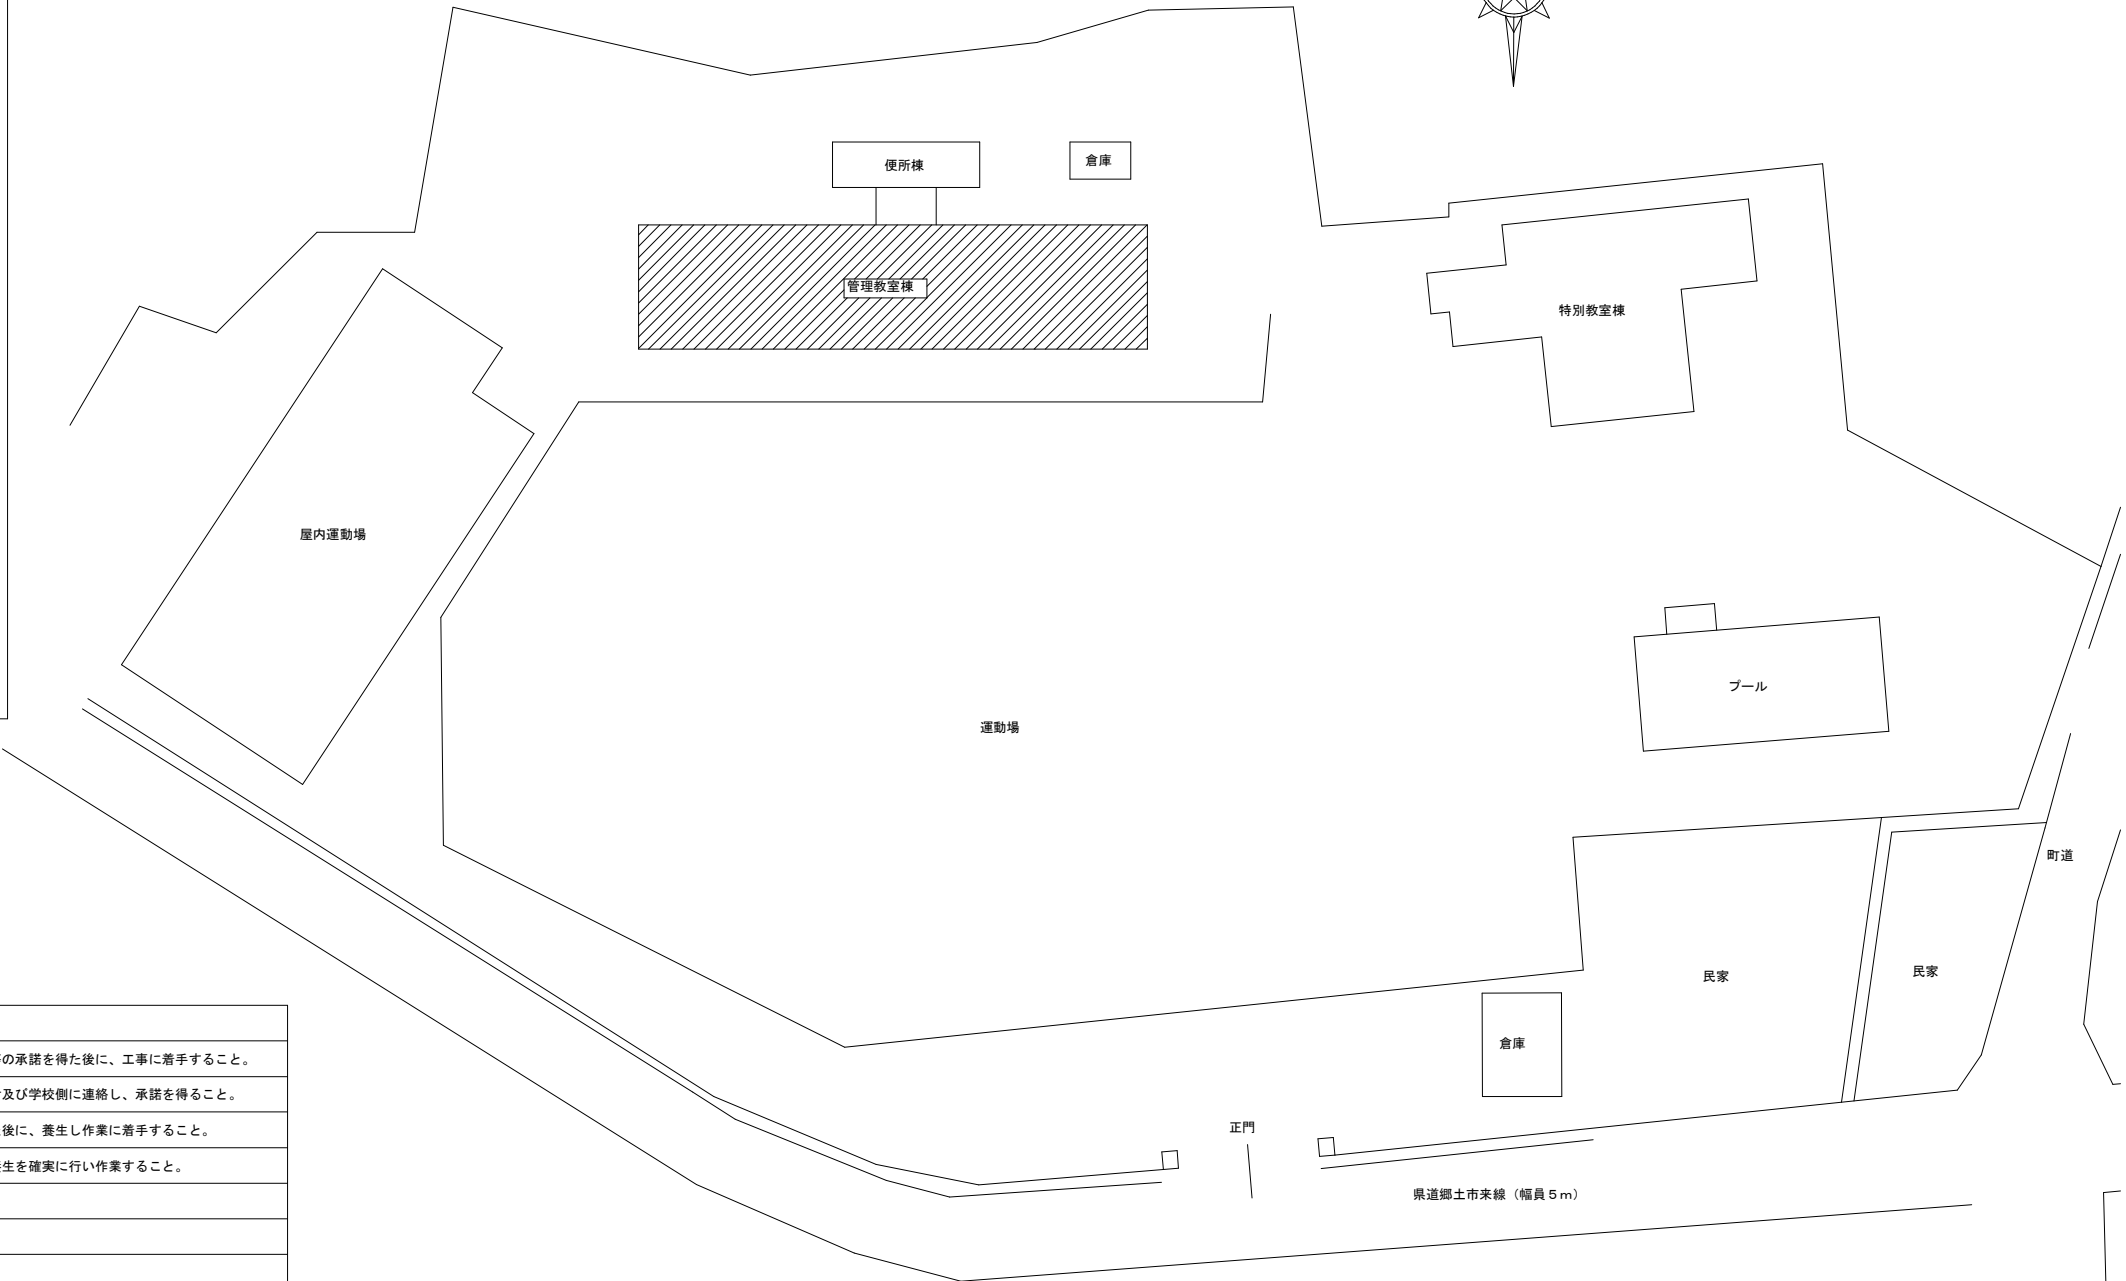 便所棟
倉庫
管理教室棟
特別教室棟
屋内運動場
プール
運動場
町道
民家
民家
倉庫
正門
県道郷土市来線（幅員５ｍ）
の承諾を得た後に、工事に着手すること。
及び学校側に連絡し、承諾を得ること。
後に、養生し作業に着手すること。
生を確実に行い作業すること。